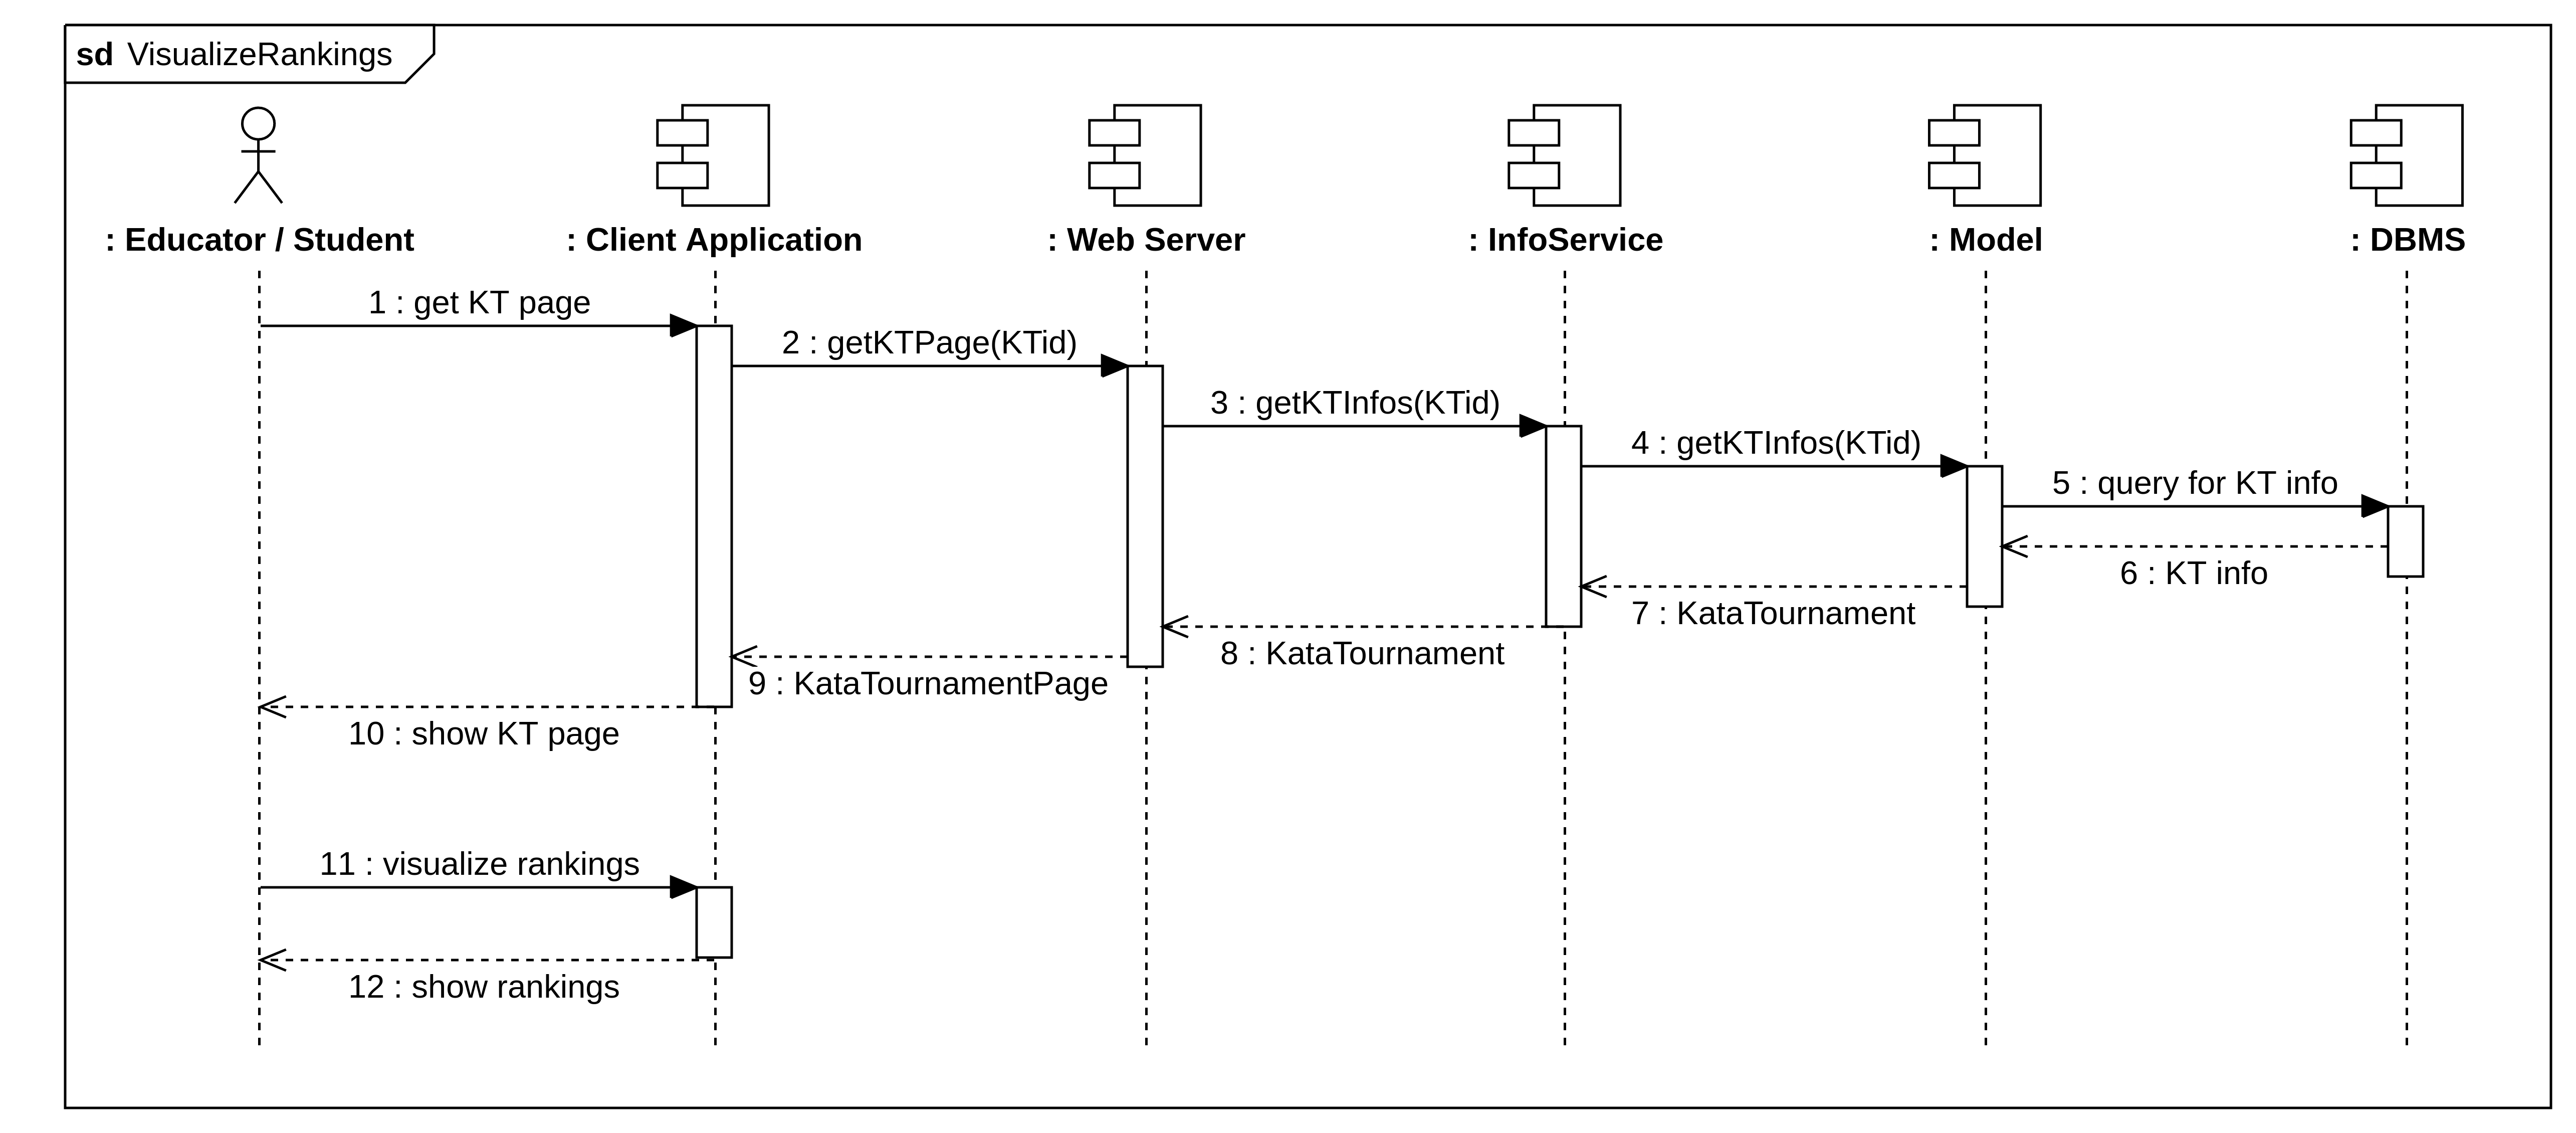 sd VisualizeRankings
: Educator / Student
: Client Application
: Web Server
: InfoService
: Model
: DBMS
1 : get KT page
2 : getKTPage(KTid)
3 : getKTInfos(KTid)
4 : getKTInfos(KTid)
5 : query for KT info
6 : KT info
7 : KataTournament
8 : KataTournament
9 : KataTournamentPage
10 : show KT page
11 : visualize rankings
12 : show rankings